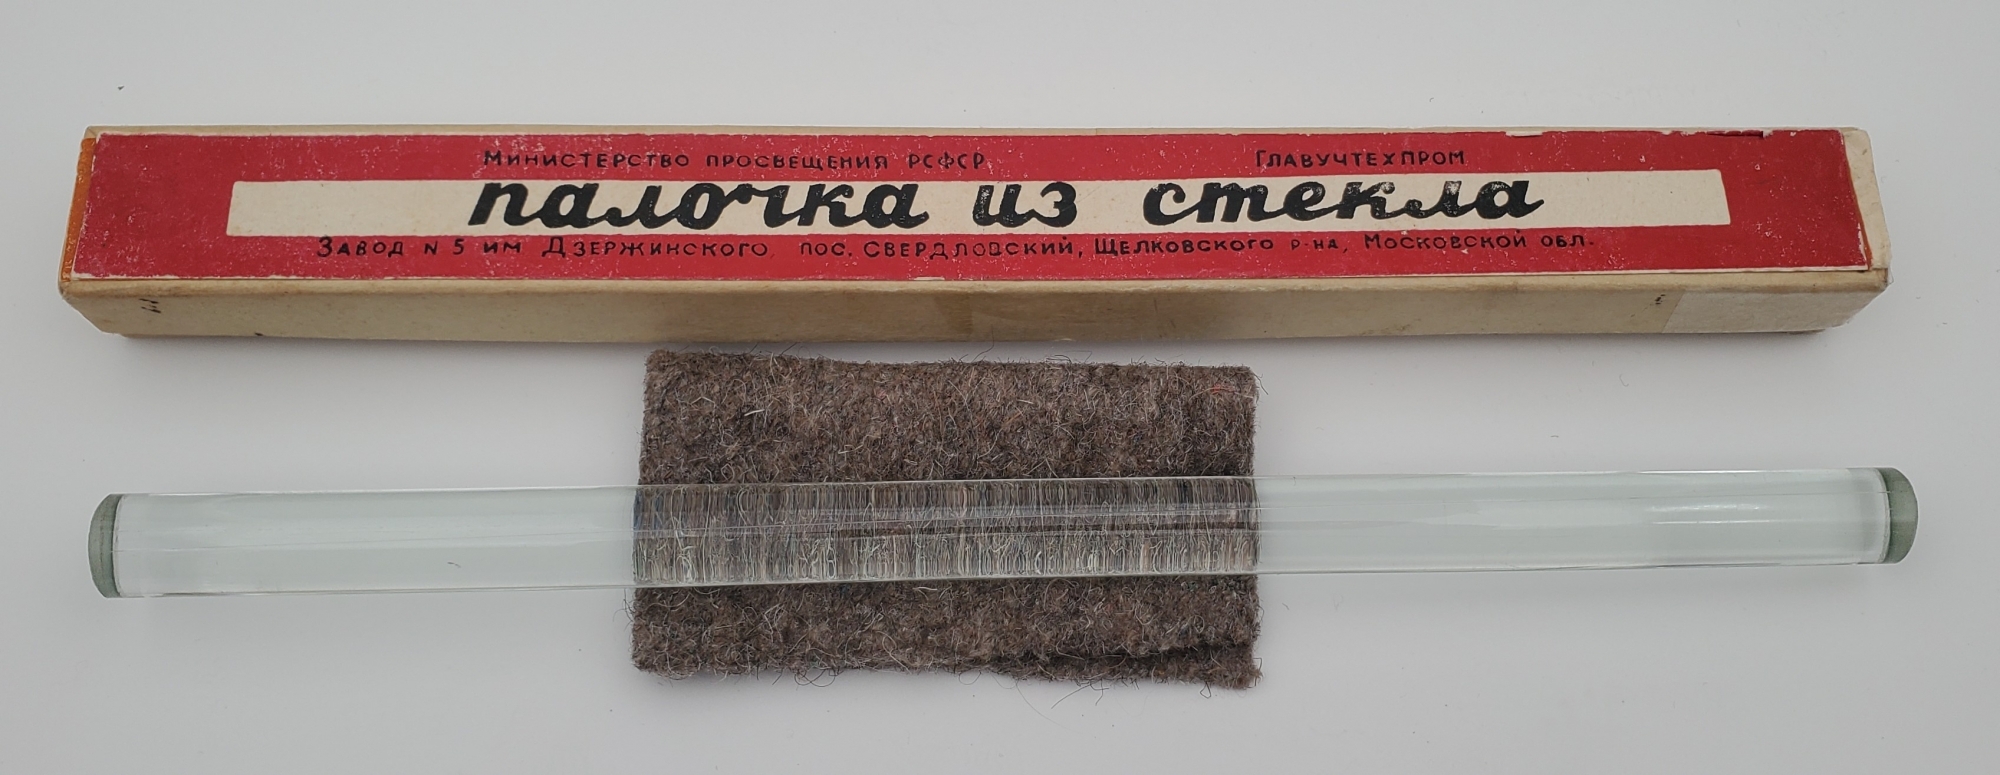 Министерство просвещения РСФСР Главучтехпром
палочка из стекла
Завод N 5 им Дзержинского, пос. Свердловский, Щелковского р-на, Московской обл.